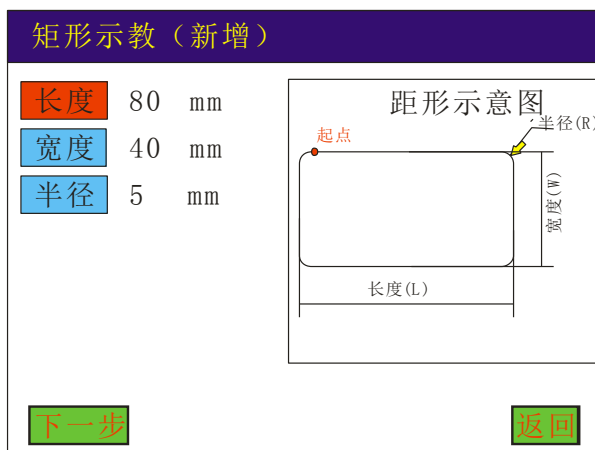 矩形示教（新增）
长度 80 mm
宽度 40 mm
半径 5 mm
距形示意图
半径(R)
起点
宽度(W)
长度(L)
下一步
返回